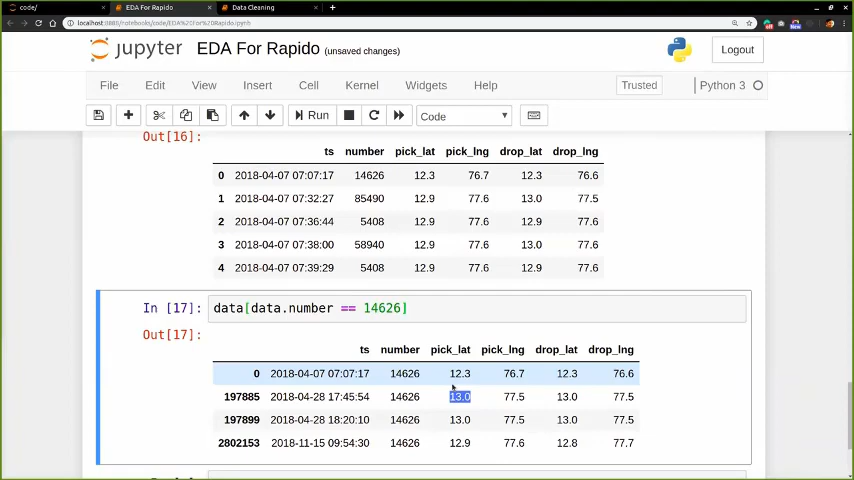 code/
EDA For Rapido
Data Cleaning
localhost:8888/notebooks/code/EDA%20For%20Rapido.ipynb
jupyter EDA For Rapido (unsaved changes)
Logout
File Edit View Insert Cell Kernel Widgets Help Trusted Python 3
Run Code
Out[16]:
ts number pick_lat pick_lng drop_lat drop_lng
0 2018-04-07 07:07:17 14626 12.3 76.7 12.3 76.6
1 2018-04-07 07:32:27 85490 12.9 77.6 13.0 77.5
2 2018-04-07 07:36:44 5408 12.9 77.6 12.9 77.6
3 2018-04-07 07:38:00 58940 12.9 77.6 13.0 77.6
4 2018-04-07 07:39:29 5408 12.9 77.6 12.9 77.6
In [17]: data[data.number == 14626]
Out[17]:
ts number pick_lat pick_lng drop_lat drop_lng
0 2018-04-07 07:07:17 14626 12.3 76.7 12.3 76.6
197885 2018-04-28 17:45:54 14626 13.0 77.5 13.0 77.5
197899 2018-04-28 18:20:10 14626 13.0 77.5 13.0 77.5
2802153 2018-11-15 09:54:30 14626 12.9 77.6 12.8 77.7